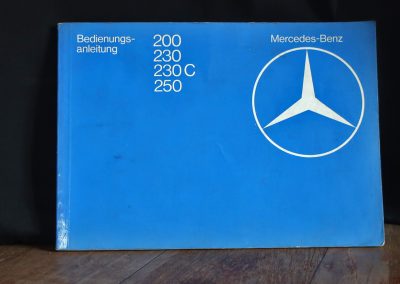 Bedienungs-
anleitung
200
230
230 C
250
Mercedes-Benz